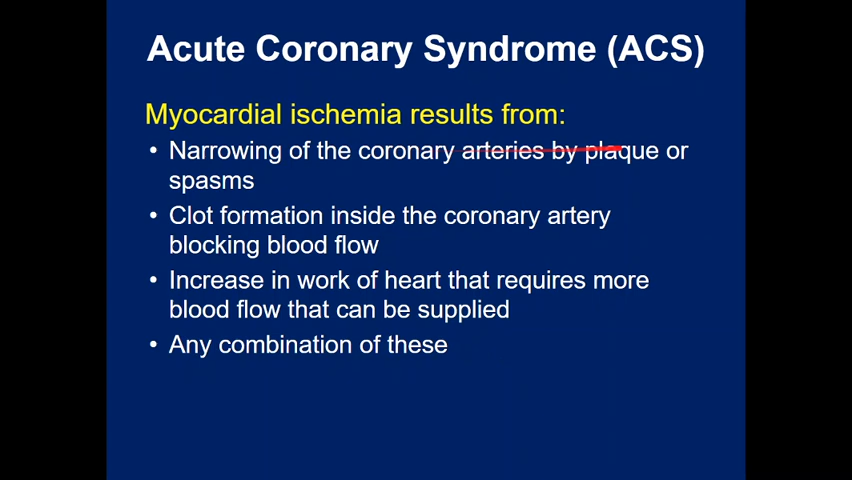 Acute Coronary Syndrome (ACS)
Myocardial ischemia results from:
• Narrowing of the coronary arteries by plaque or
spasms
• Clot formation inside the coronary artery
blocking blood flow
• Increase in work of heart that requires more
blood flow that can be supplied
• Any combination of these